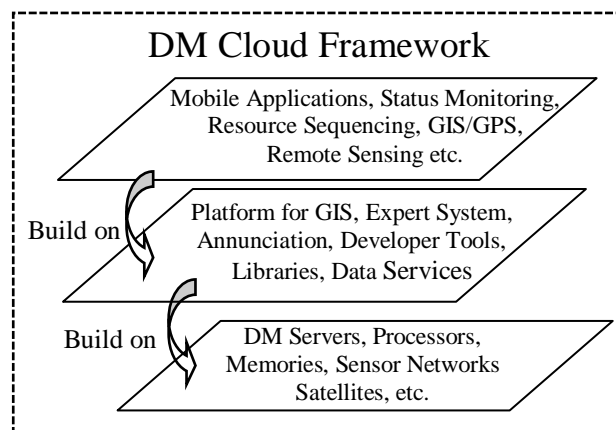 DM Cloud Framework
Mobile Applications, Status Monitoring,
Resource Sequencing, GIS/GPS,
Remote Sensing etc.
Build on
Platform for GIS, Expert System,
Annunciation, Developer Tools,
Libraries, Data Services
Build on
DM Servers, Processors,
Memories, Sensor Networks
Satellites, etc.